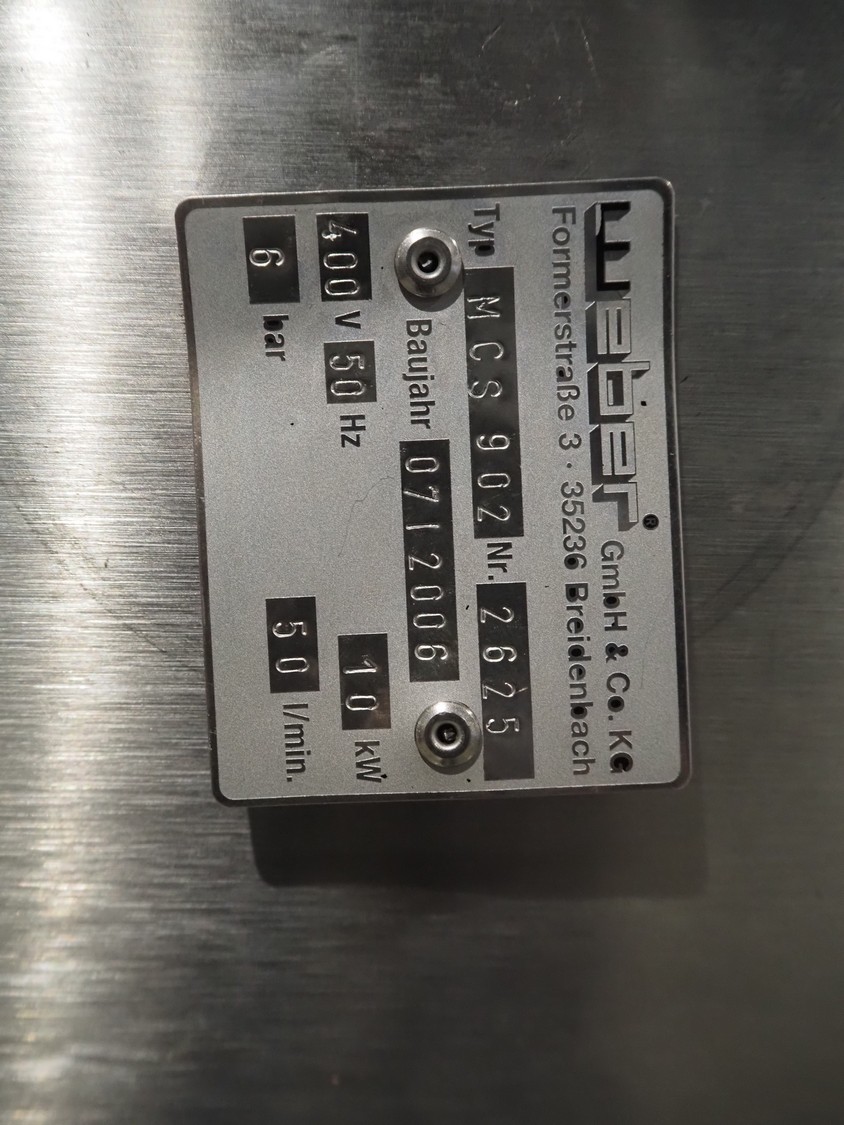 weber® GmbH & Co. KG
Formerstraße 3 · 35236 Breidenbach
Typ MCS 902 Nr. 2625
Baujahr 07/2006
400 V 50 Hz 10 kW
6 bar 50 l/min.